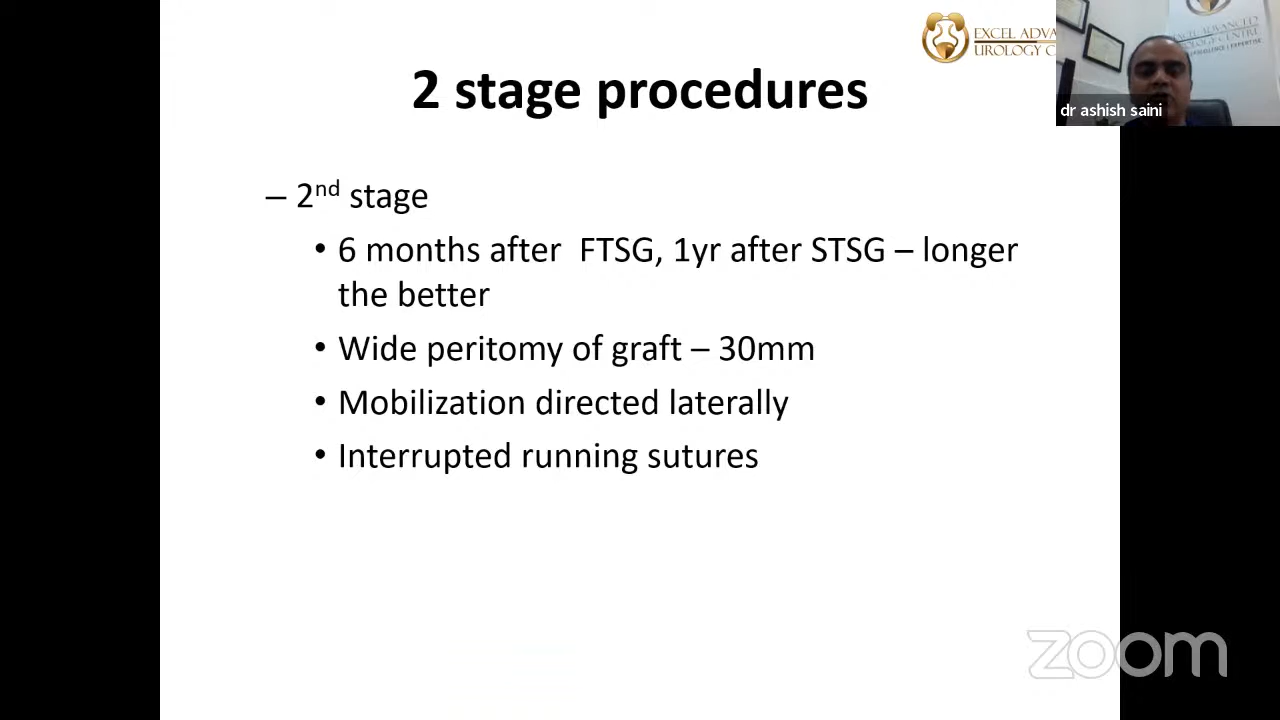 EXCEL ADVA
UROLOGY C
2 stage procedures
dr ashish saini
– 2nd stage
• 6 months after FTSG, 1yr after STSG – longer
the better
• Wide peritomy of graft – 30mm
• Mobilization directed laterally
• Interrupted running sutures
zoom